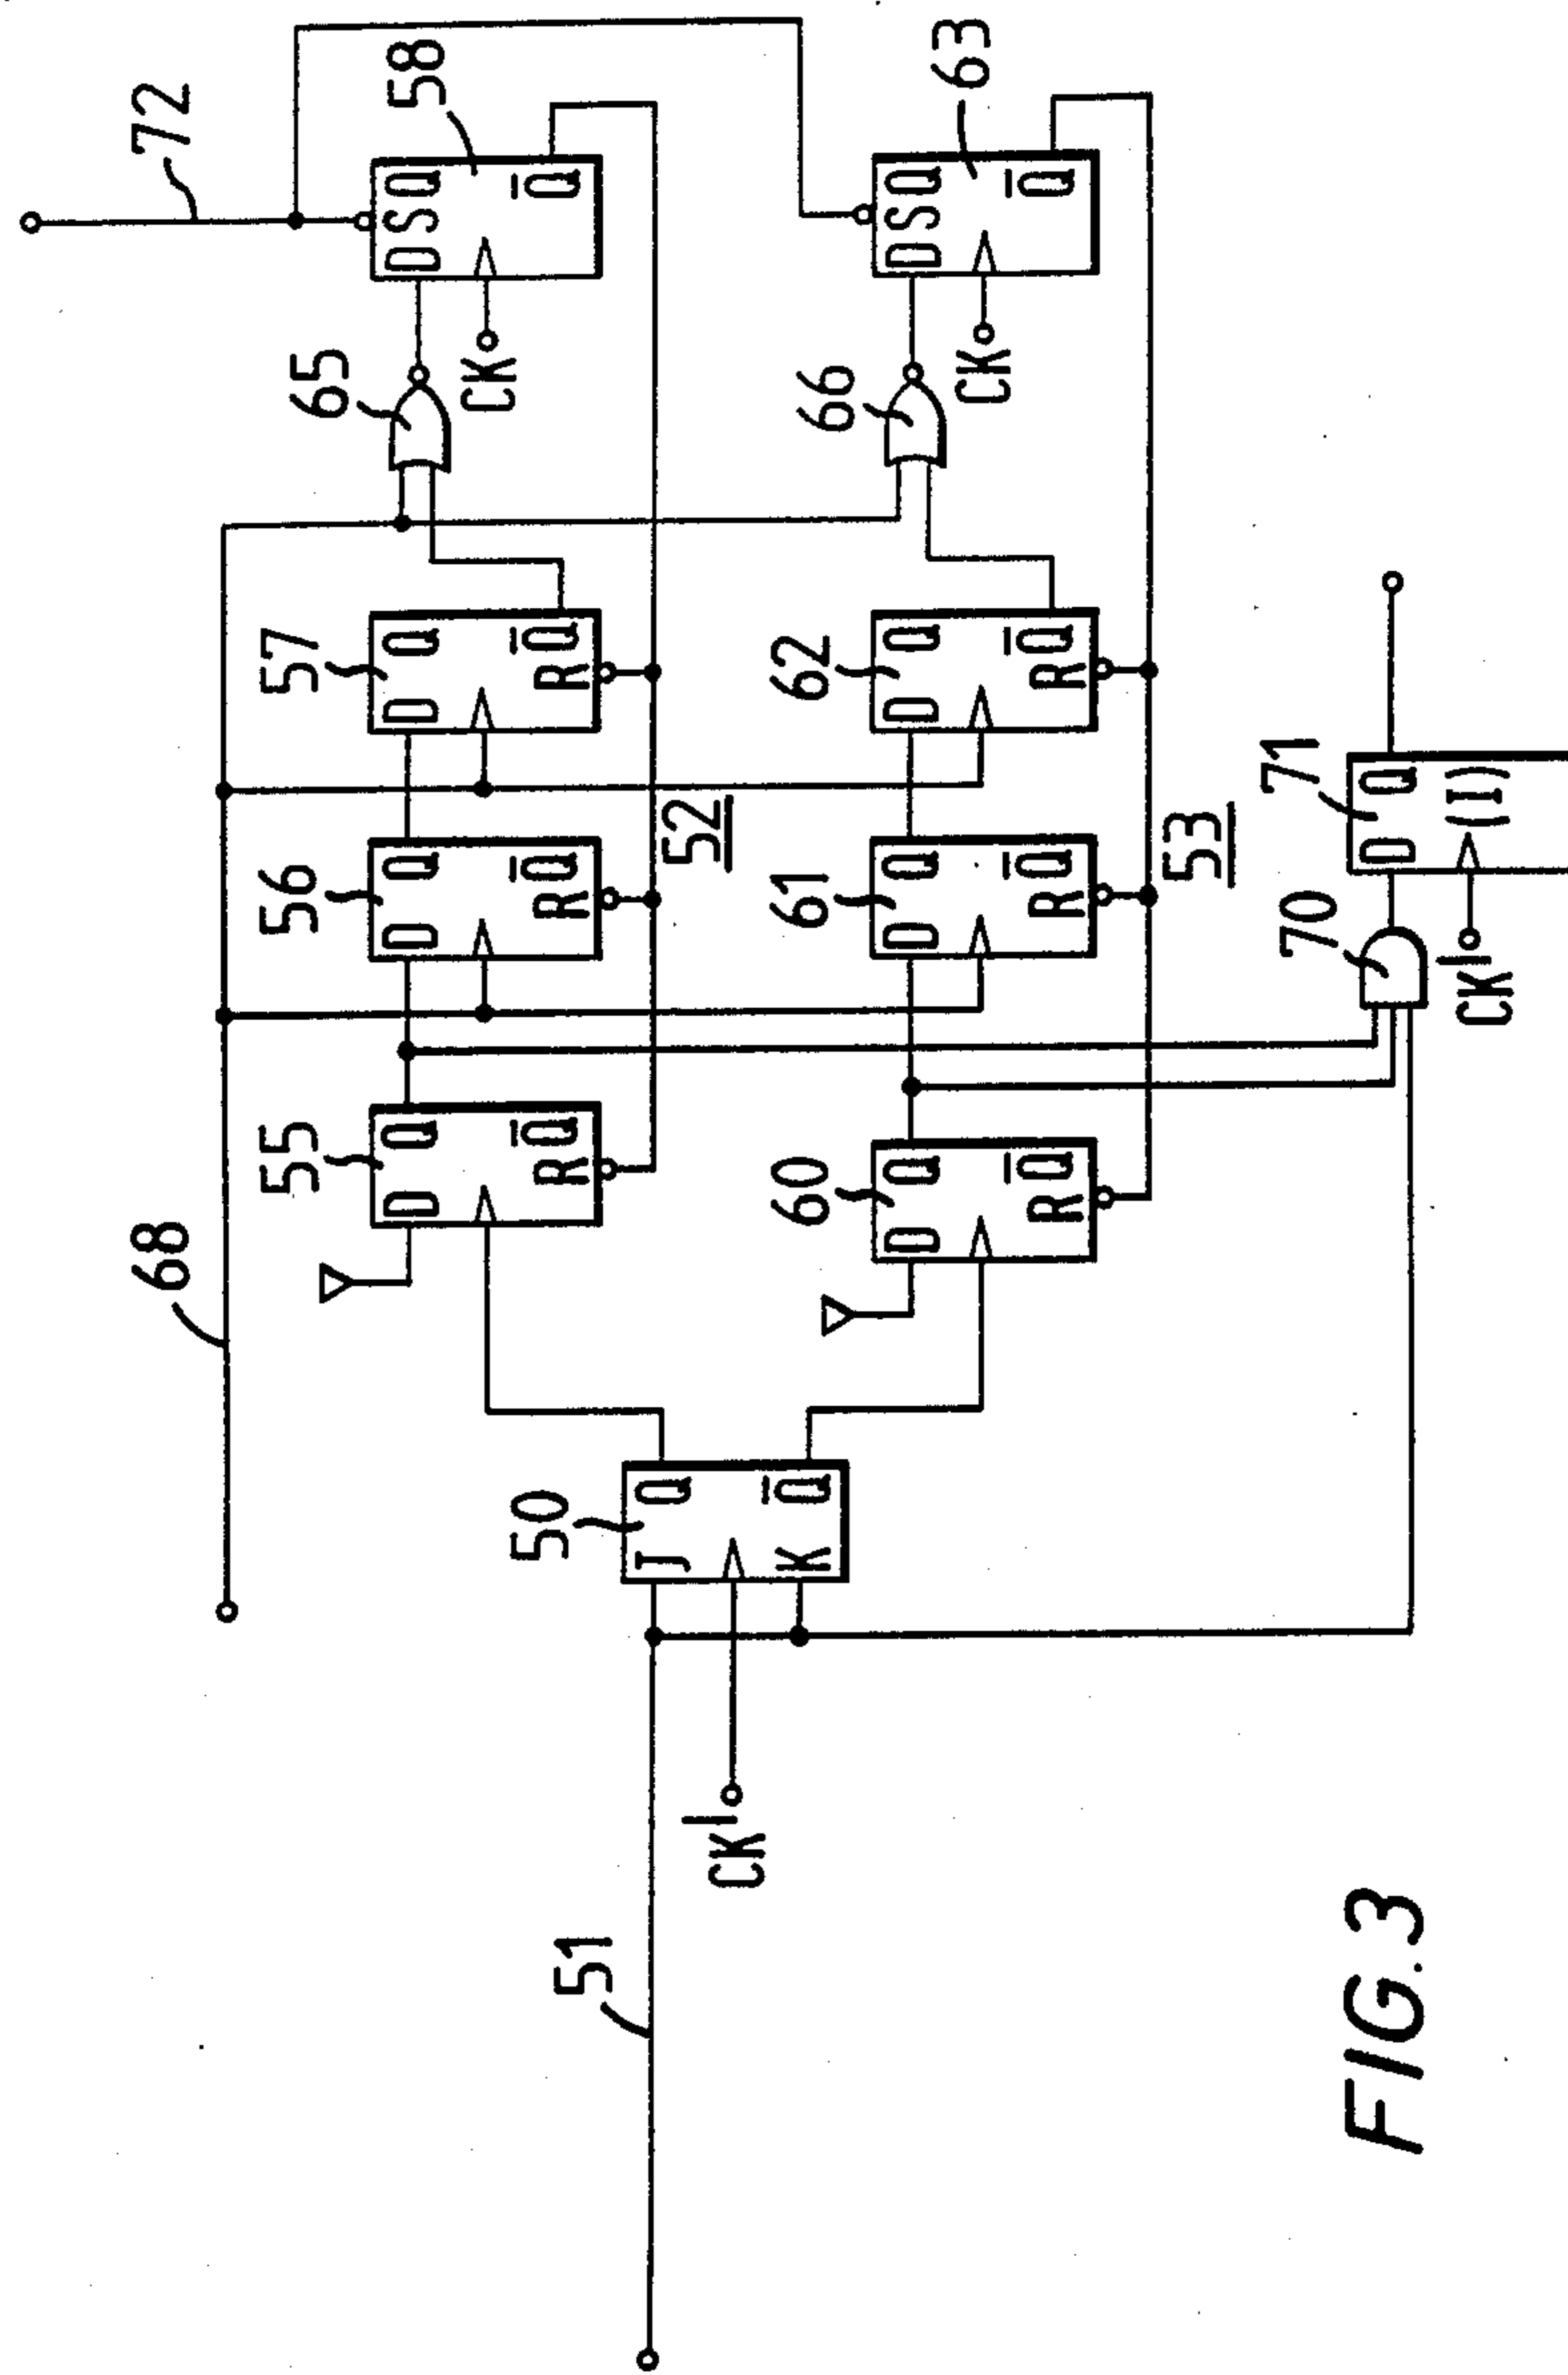 68 72
55 56 57 65 58
D Q D Q D Q D S Q
CK
R Q̄ R Q̄ R Q̄ Q̄
50
51
J Q
52
CK'
K Q̄
60 61 62 66 63
D Q D Q D Q D S Q
CK
R Q̄ R Q̄ R Q̄ Q̄
53
70 71
D Q
(I)
CK'
FIG. 3